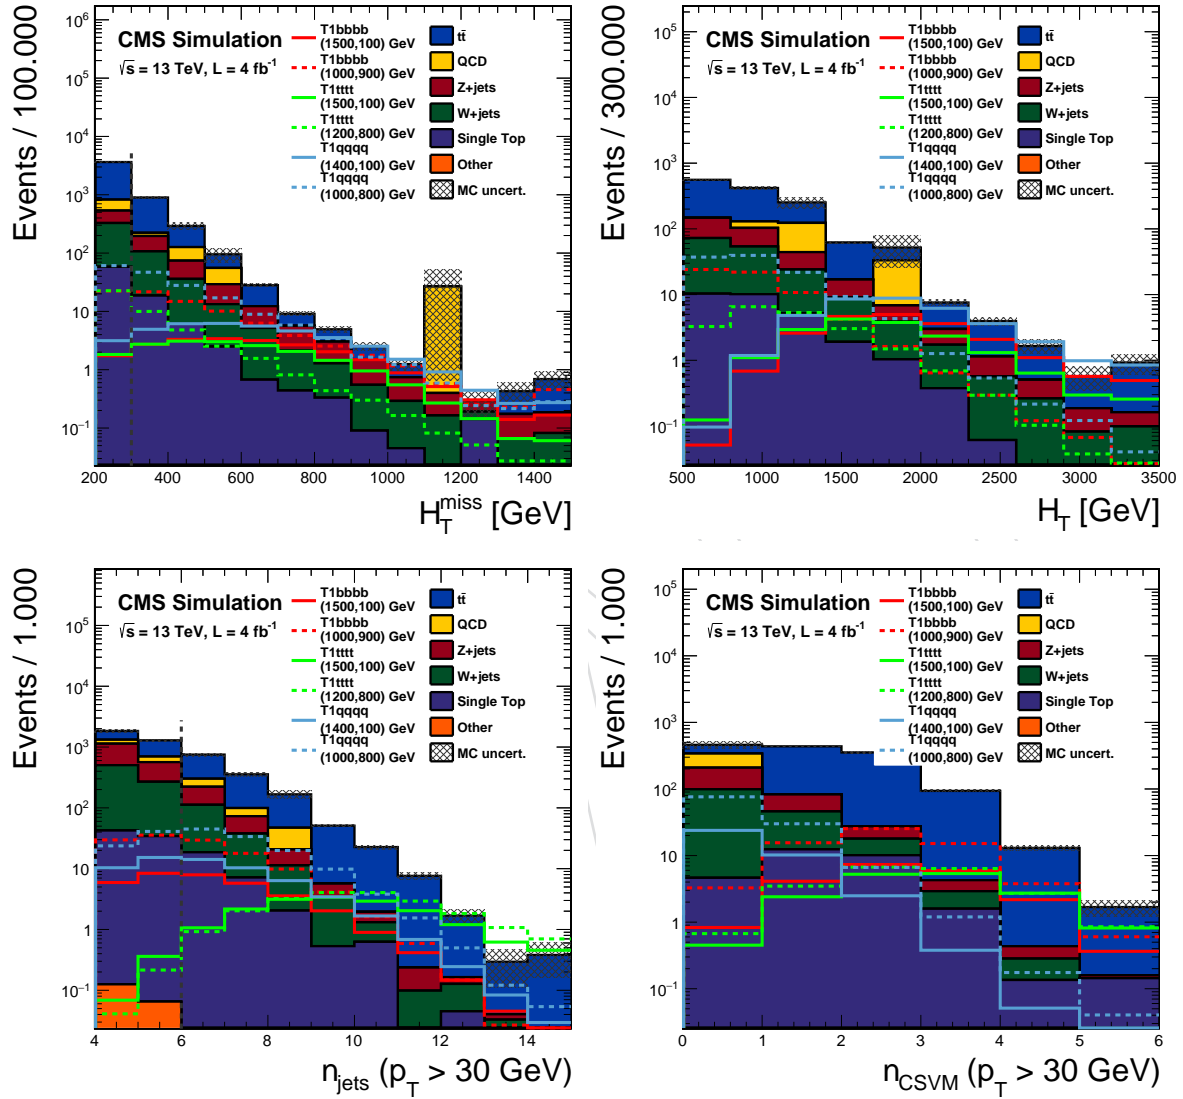 Events / 100.000
10⁶
10⁵
10⁴
10³
10²
10
1
10⁻¹
CMS Simulation
√s = 13 TeV, L = 4 fb⁻¹
T1bbbb
(1500,100) GeV
T1bbbb
(1000,900) GeV
T1tttt
(1500,100) GeV
T1tttt
(1200,800) GeV
T1qqqq
(1400,100) GeV
T1qqqq
(1000,800) GeV
tt̄
QCD
Z+jets
W+jets
Single Top
Other
MC uncert.
200 400 600 800 1000 1200 1400
H_T^miss [GeV]
Events / 300.000
10⁵
10⁴
10³
10²
10
1
10⁻¹
CMS Simulation
√s = 13 TeV, L = 4 fb⁻¹
T1bbbb
(1500,100) GeV
T1bbbb
(1000,900) GeV
T1tttt
(1500,100) GeV
T1tttt
(1200,800) GeV
T1qqqq
(1400,100) GeV
T1qqqq
(1000,800) GeV
tt̄
QCD
Z+jets
W+jets
Single Top
Other
MC uncert.
500 1000 1500 2000 2500 3000 3500
H_T [GeV]
Events / 1.000
10⁵
10⁴
10³
10²
10
1
10⁻¹
CMS Simulation
√s = 13 TeV, L = 4 fb⁻¹
T1bbbb
(1500,100) GeV
T1bbbb
(1000,900) GeV
T1tttt
(1500,100) GeV
T1tttt
(1200,800) GeV
T1qqqq
(1400,100) GeV
T1qqqq
(1000,800) GeV
tt̄
QCD
Z+jets
W+jets
Single Top
Other
MC uncert.
4 6 8 10 12 14
n_jets (p_T > 30 GeV)
Events / 1.000
10⁵
10⁴
10³
10²
10
1
10⁻¹
CMS Simulation
√s = 13 TeV, L = 4 fb⁻¹
T1bbbb
(1500,100) GeV
T1bbbb
(1000,900) GeV
T1tttt
(1500,100) GeV
T1tttt
(1200,800) GeV
T1qqqq
(1400,100) GeV
T1qqqq
(1000,800) GeV
tt̄
QCD
Z+jets
W+jets
Single Top
Other
MC uncert.
0 1 2 3 4 5 6
n_CSVM (p_T > 30 GeV)